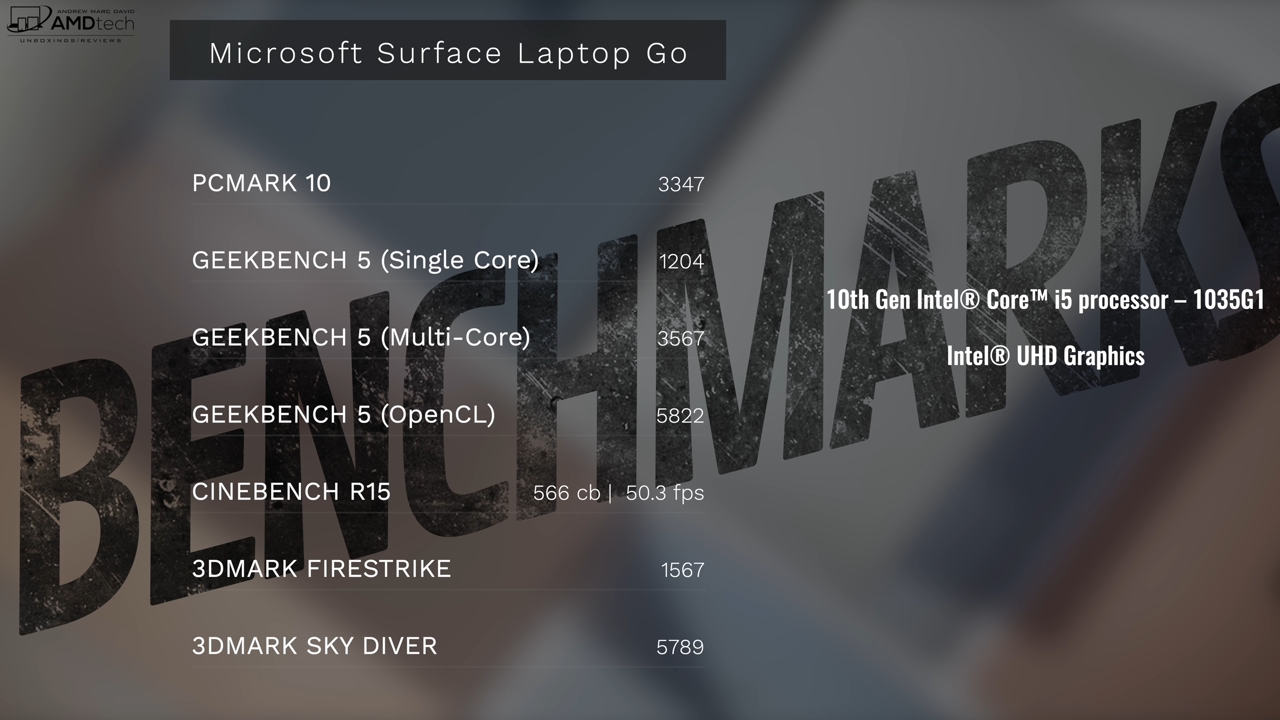 ANDREW MARC DAVID
AMDtech
UNBOXINGS/REVIEWS
Microsoft Surface Laptop Go
BENCHMARKS
PCMARK 10 3347
GEEKBENCH 5 (Single Core) 1204
GEEKBENCH 5 (Multi-Core) 3567
GEEKBENCH 5 (OpenCL) 5822
CINEBENCH R15 566 cb | 50.3 fps
3DMARK FIRESTRIKE 1567
3DMARK SKY DIVER 5789
10th Gen Intel® Core™ i5 processor – 1035G1
Intel® UHD Graphics